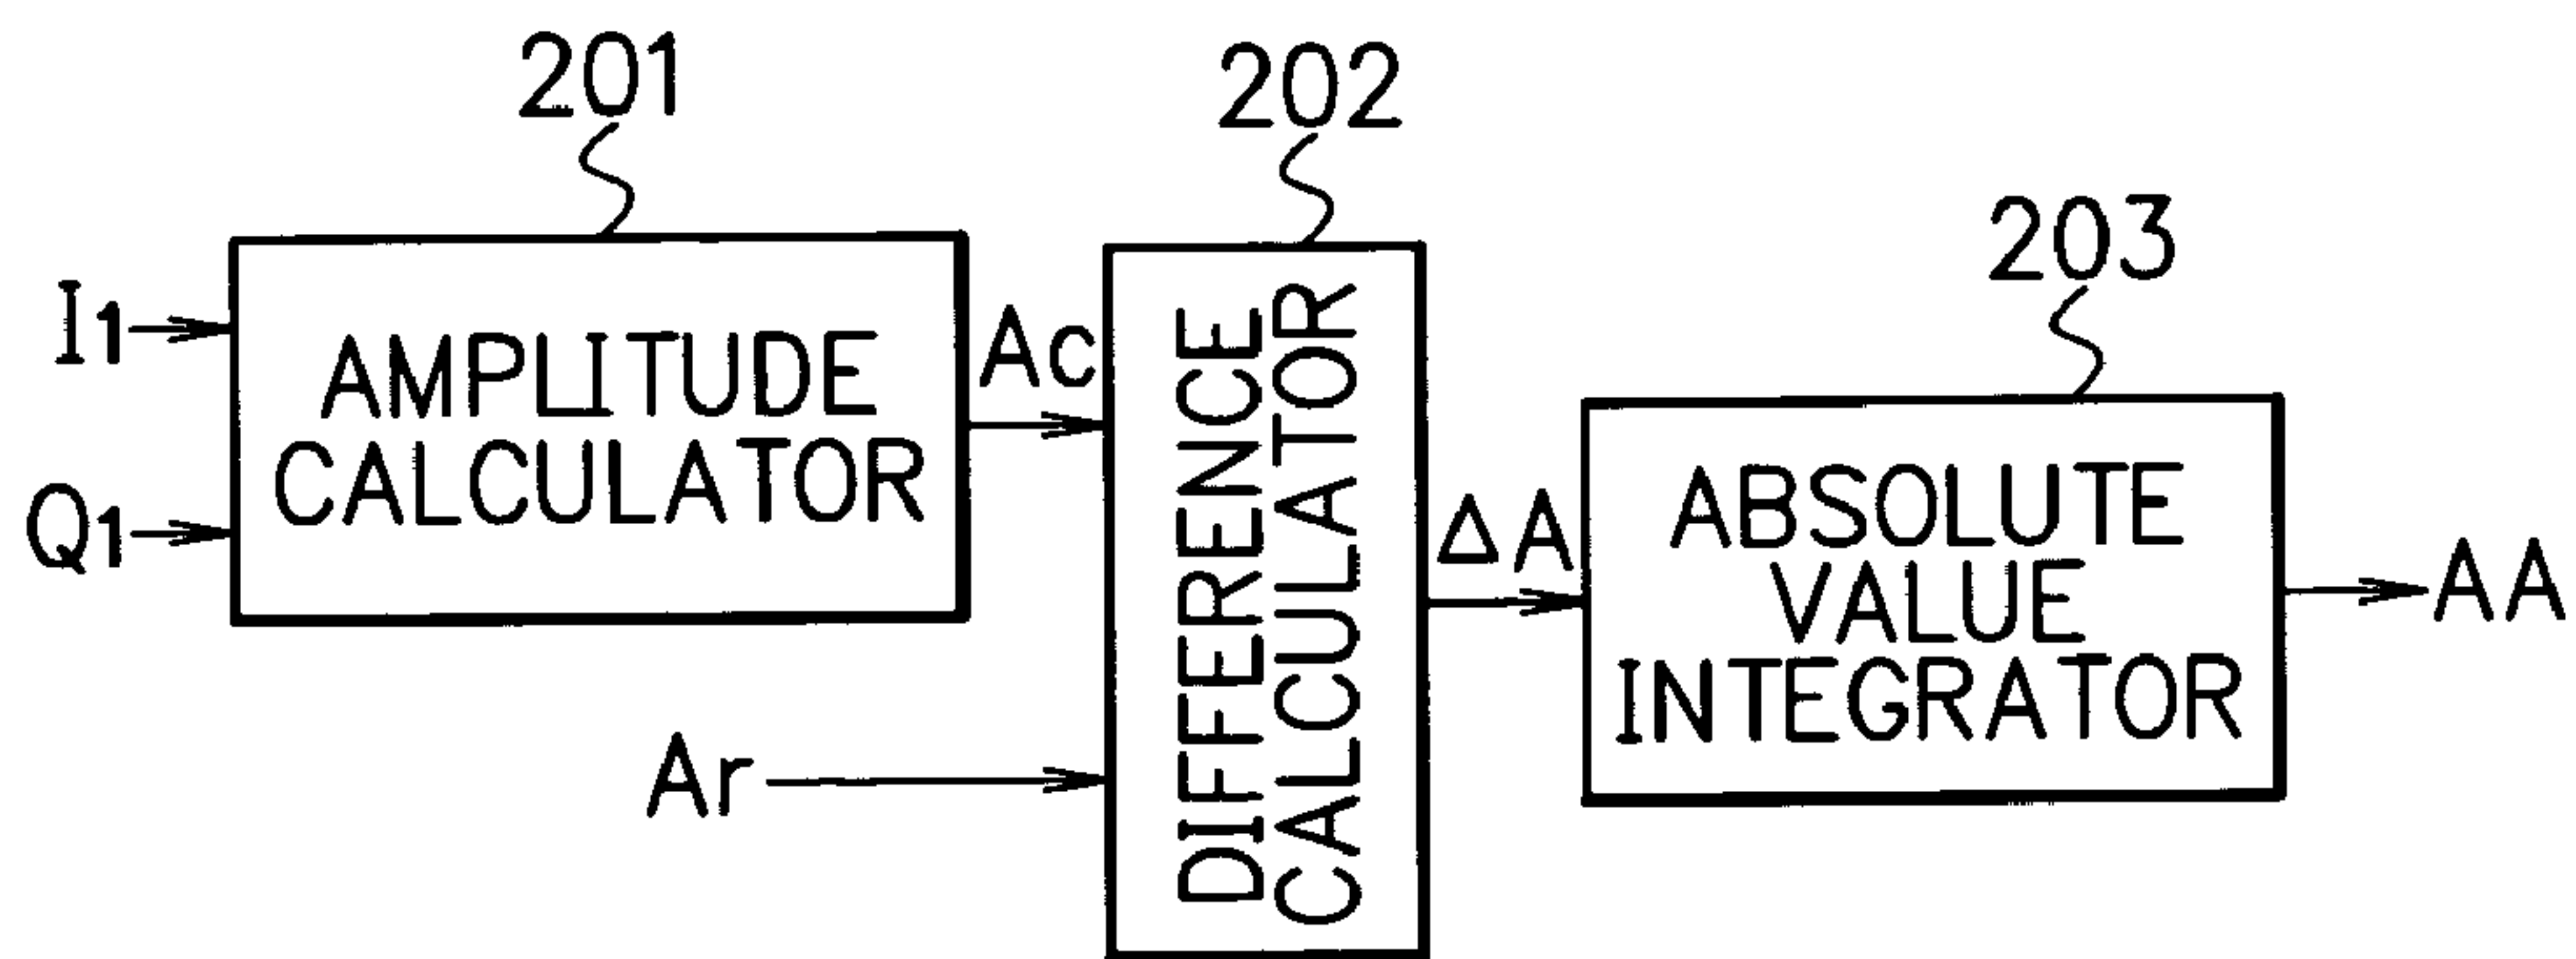 201
202
203
I1
Q1
AMPLITUDE
CALCULATOR
Ac
Ar
DIFFERENCE
CALCULATOR
ΔA
ABSOLUTE
VALUE
INTEGRATOR
AA